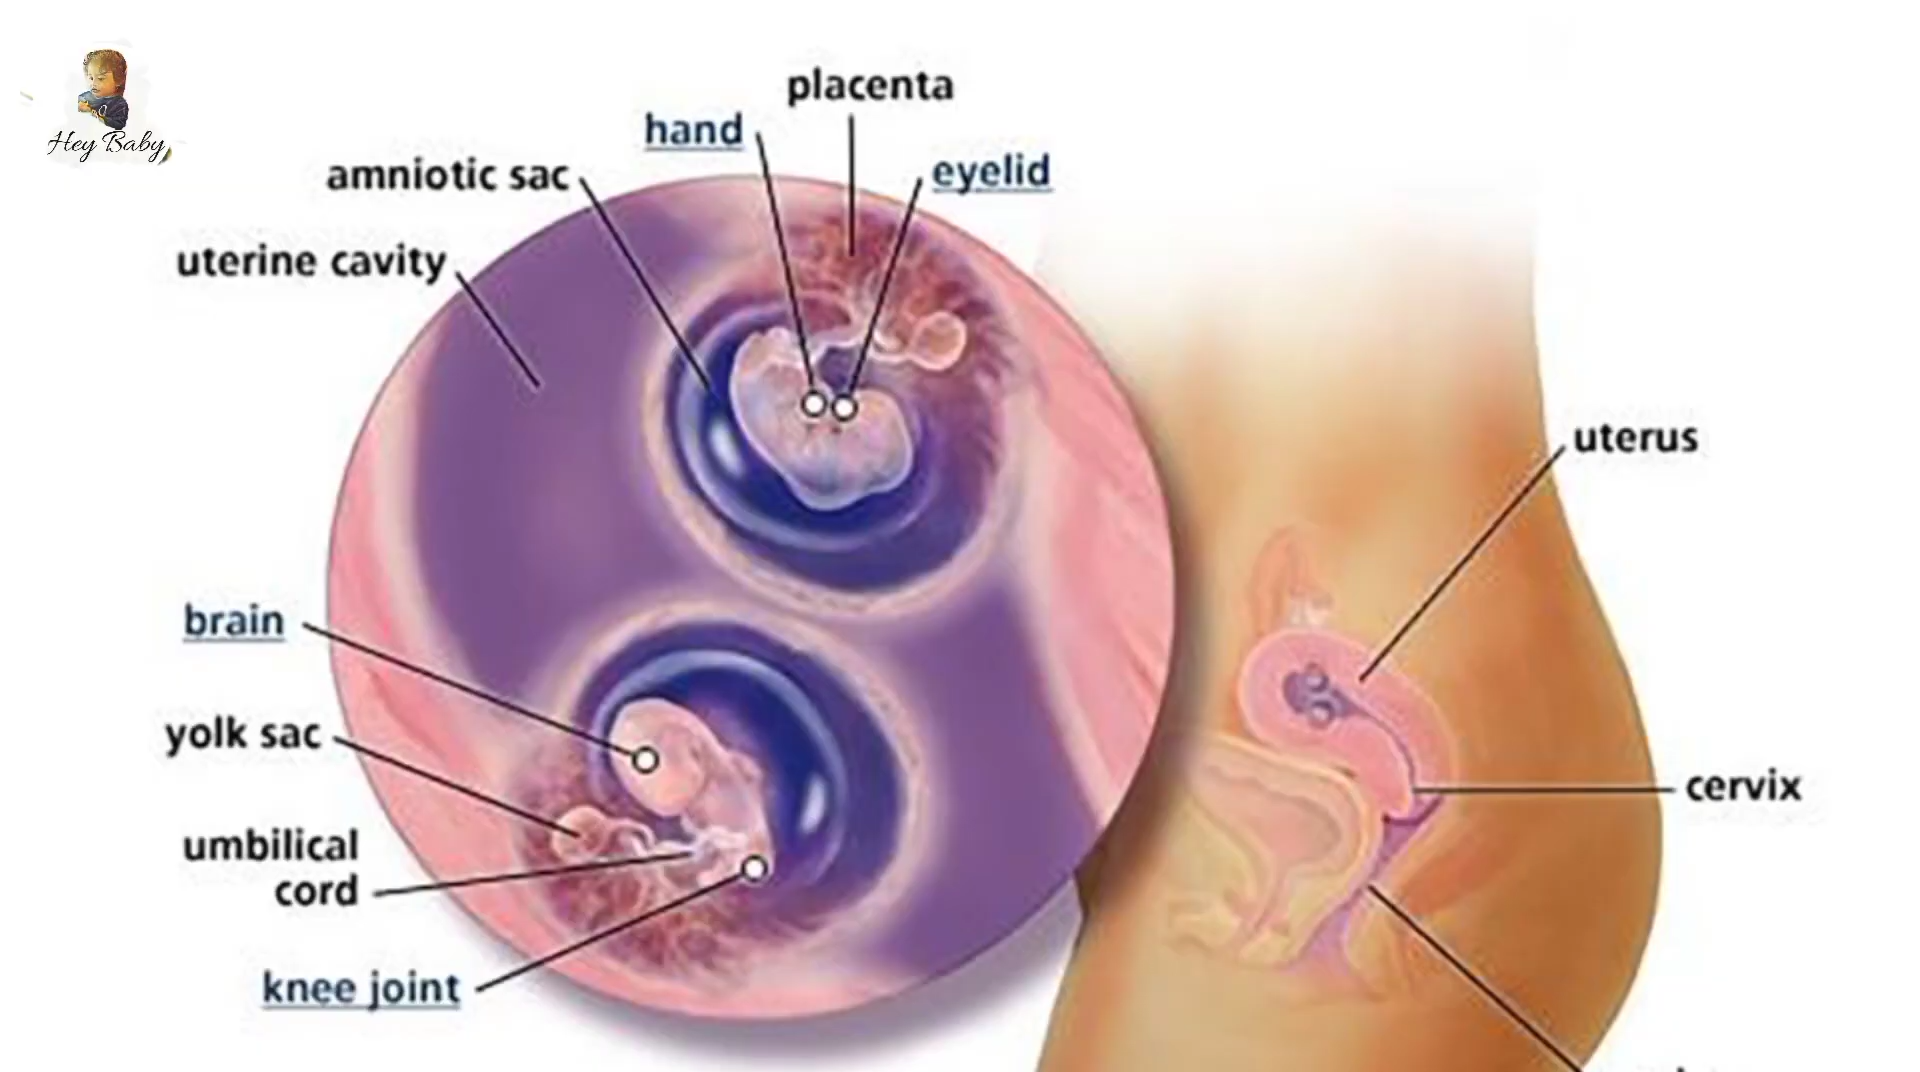 Hey Baby
placenta
hand
eyelid
amniotic sac
uterine cavity
uterus
brain
yolk sac
cervix
umbilical
cord
knee joint